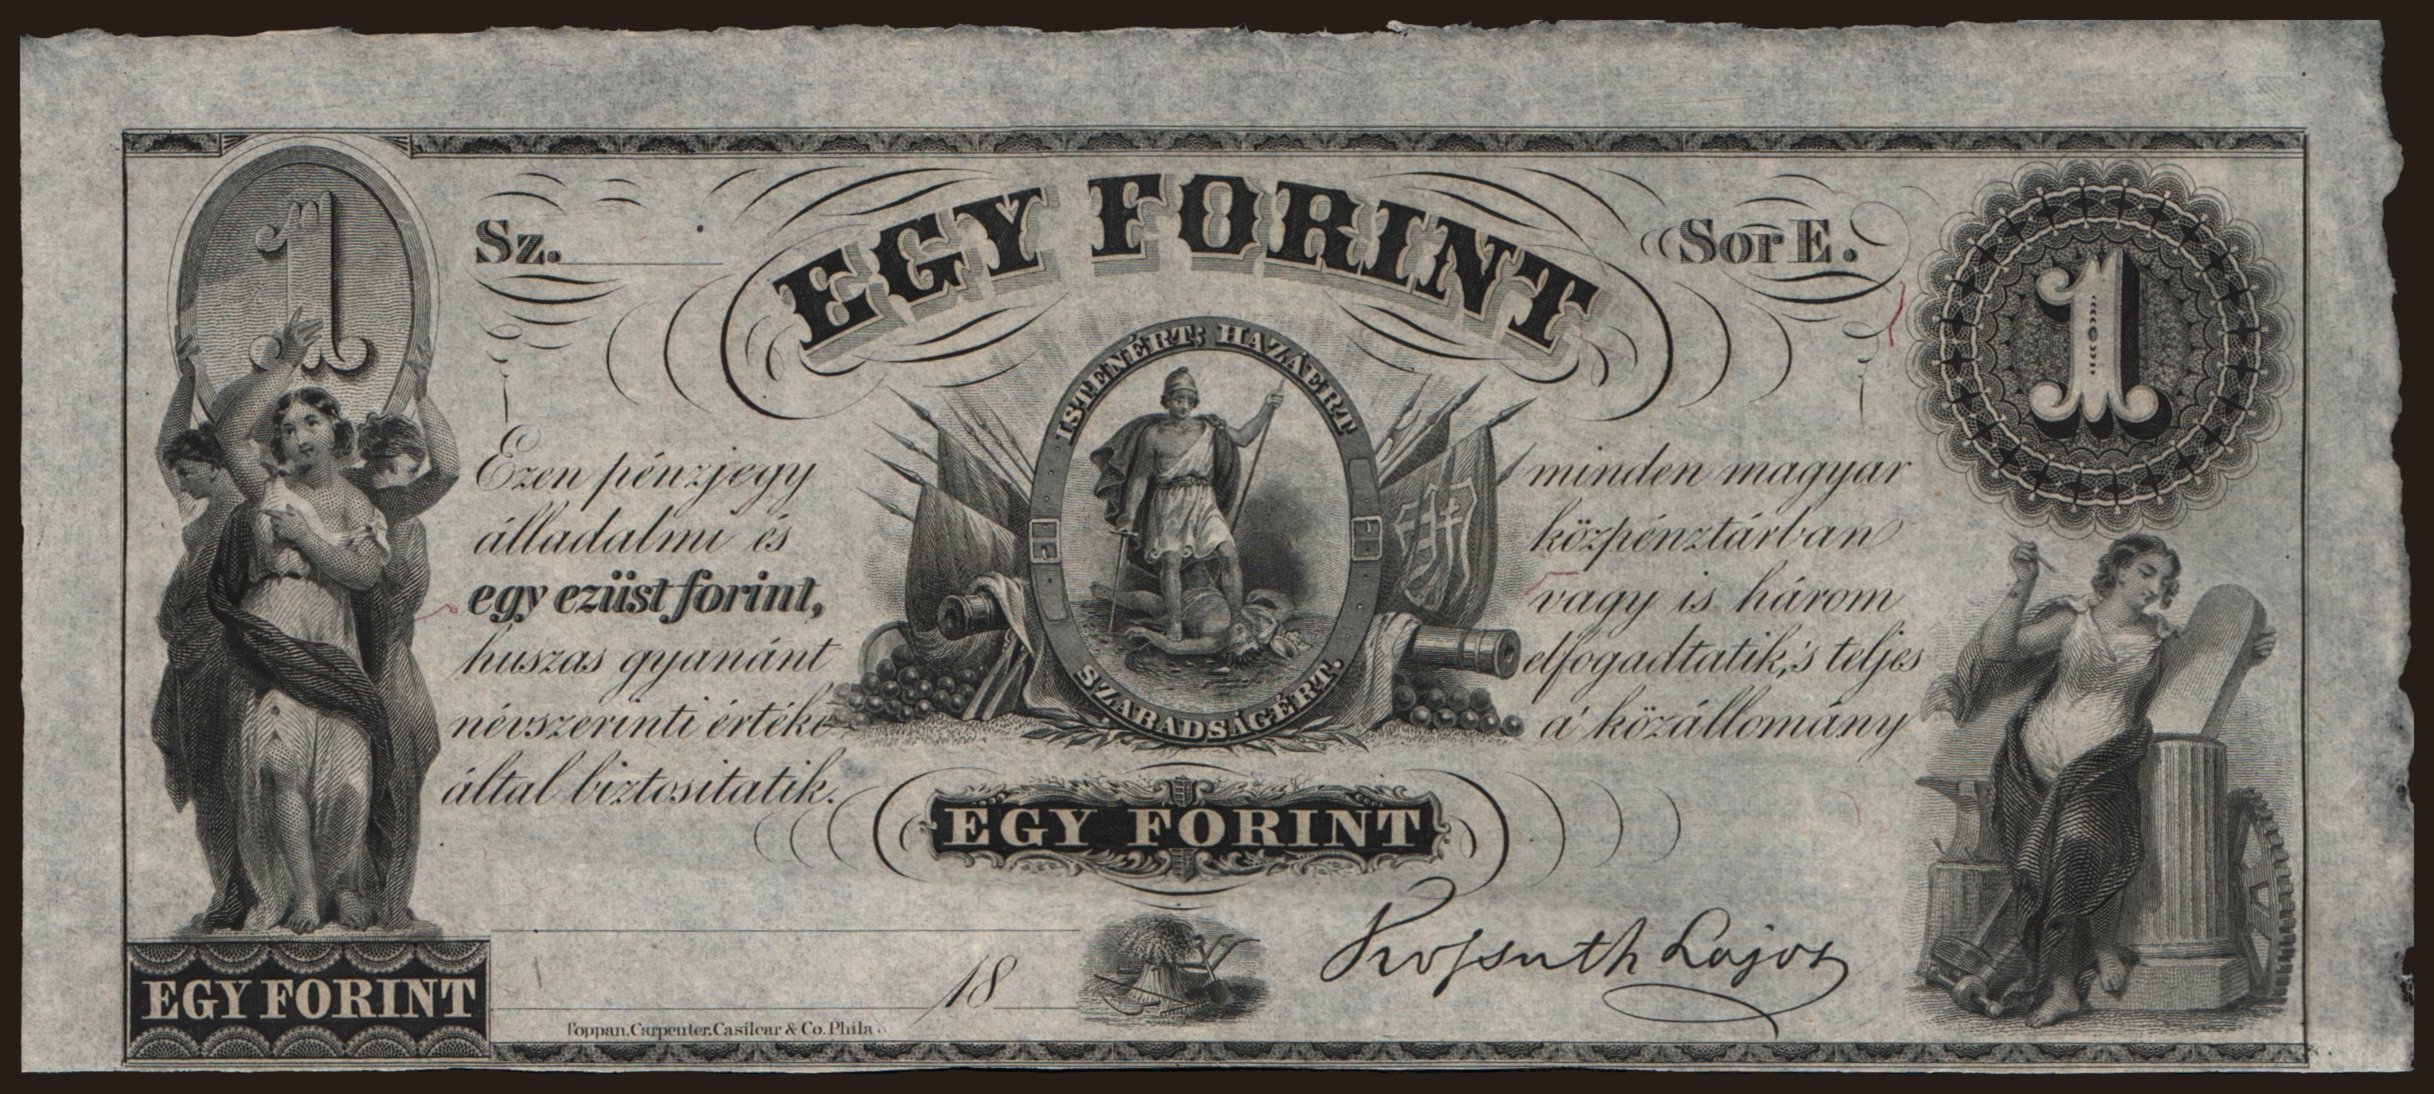 1
Sz.
EGY FORINT
Sor E.
1
ISTENÉRT; HAZÁÉRT
SZABADSÁGÉRT.
Ezen pénzjegy minden magyar
álladalmi és közpénztárban
egy ezüst forint, vagy is három
huszas gyanánt elfogadtatik,'s teljes
névszerinti értéke a' közállomány
által biztositatik.
EGY FORINT
18
Kossuth Lajos
EGY FORINT
Toppan, Carpenter, Casilear & Co. Phila.